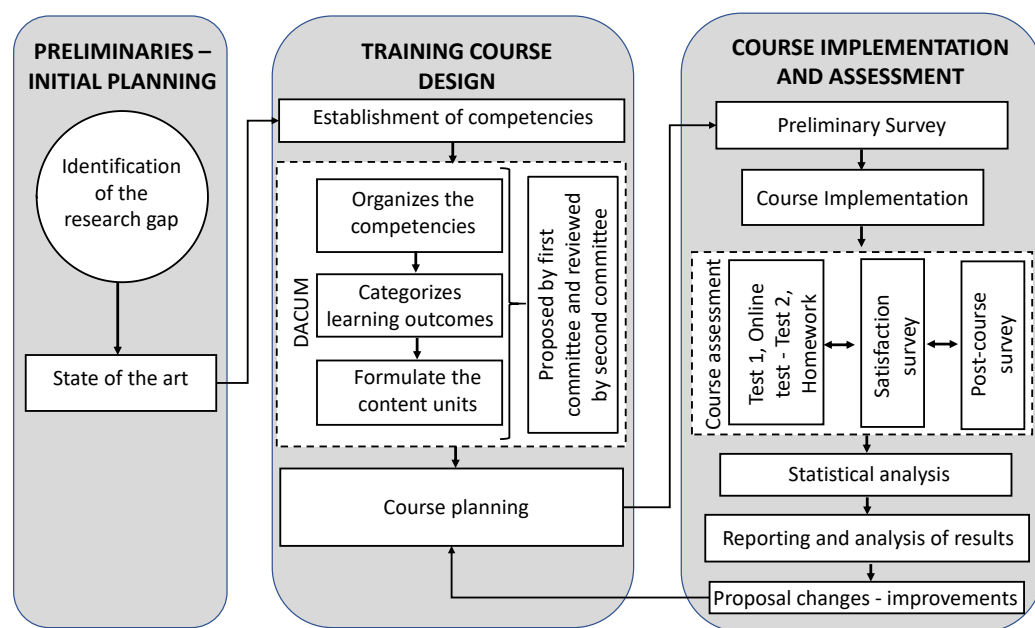 PRELIMINARIES –
INITIAL PLANNING
Identification
of the
research gap
State of the art
TRAINING COURSE
DESIGN
Establishment of competencies
DACUM
Organizes the
competencies
Categorizes
learning outcomes
Formulate the
content units
Proposed by first
committee and reviewed
by second committee
Course planning
COURSE IMPLEMENTATION
AND ASSESSMENT
Preliminary Survey
Course Implementation
Course assessment
Test 1, Online
test - Test 2,
Homework
Satisfaction
survey
Post-course
survey
Statistical analysis
Reporting and analysis of results
Proposal changes - improvements